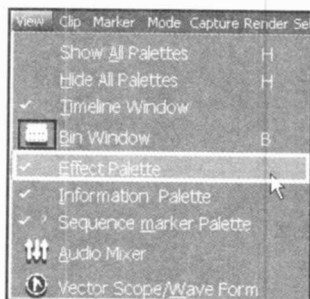 View Clip Marker Mode Capture Render Se
Show All Palettes H
Hide All Palettes H
Timeline Window
Bin Window B
Effect Palette
Information Palette
Sequence marker Palette
Audio Mixer
Vector Scope/Wave Form